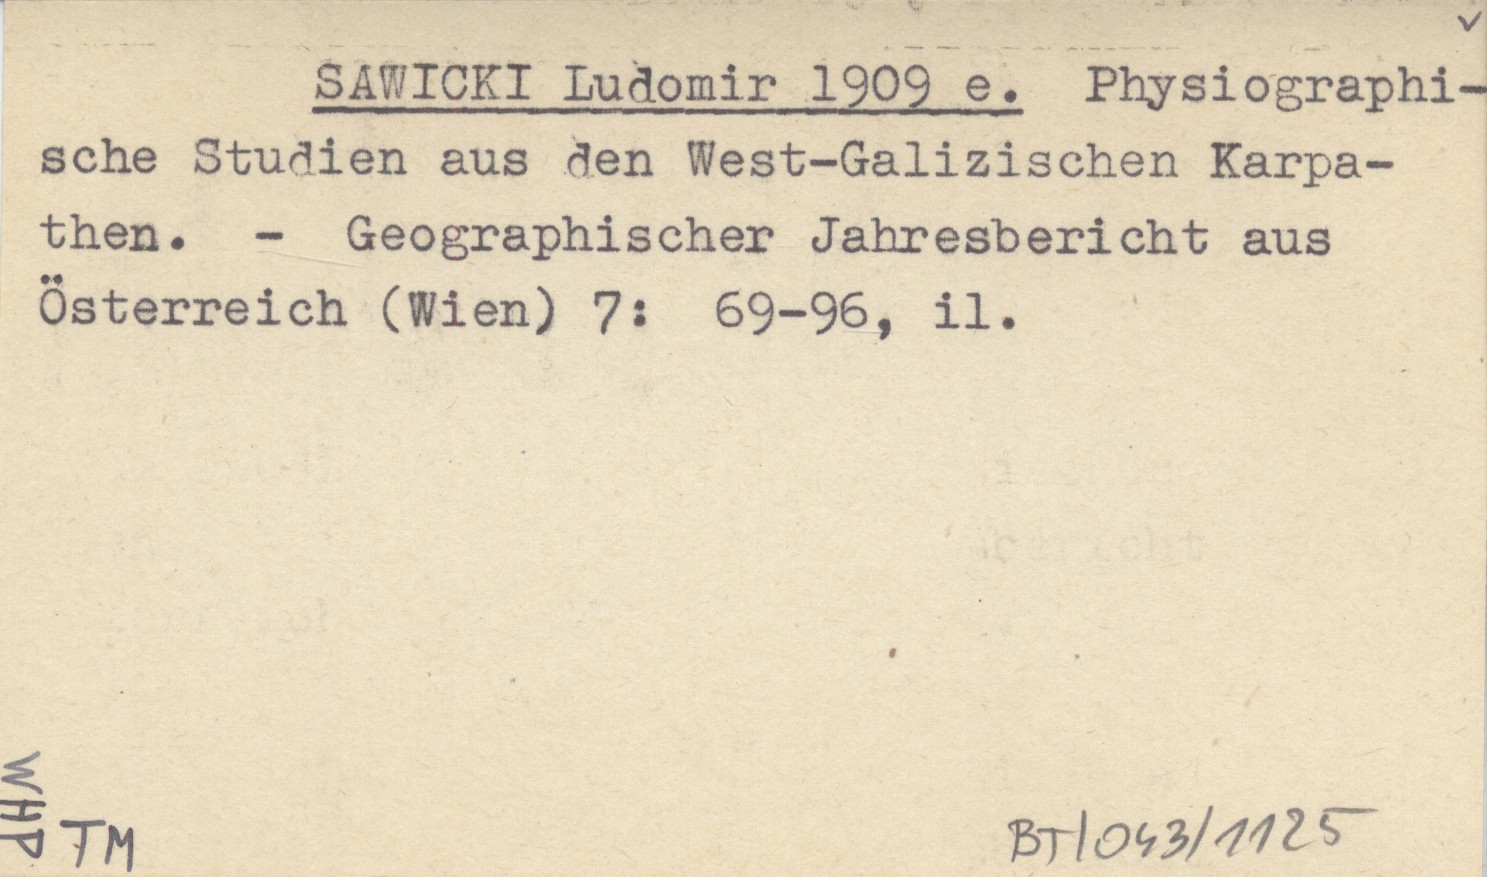 SAWICKI Ludomir 1909 e. Physiographi-
sche Studien aus den West-Galizischen Karpa-
then. - Geographischer Jahresbericht aus
Österreich (Wien) 7: 69-96, il.
WHP
TM
BT/043/1125